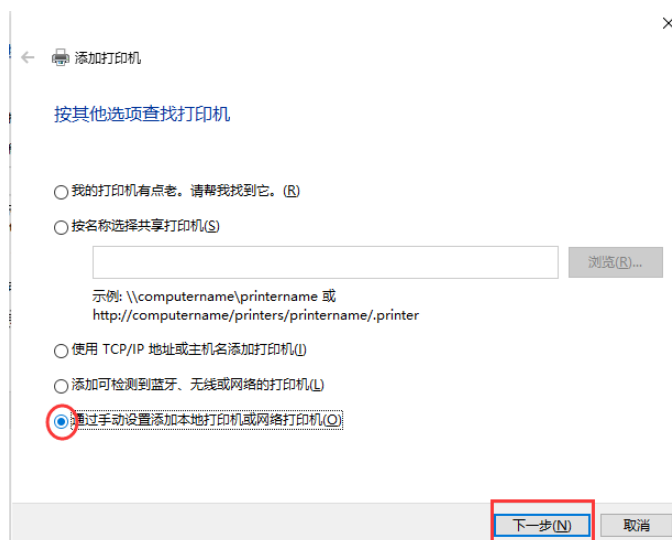 添加打印机
按其他选项查找打印机
我的打印机有点老。请帮我找到它。(R)
按名称选择共享打印机(S)
浏览(R)...
示例: \\computername\printername 或
http://computername/printers/printername/.printer
使用 TCP/IP 地址或主机名添加打印机(I)
添加可检测到蓝牙、无线或网络的打印机(L)
通过手动设置添加本地打印机或网络打印机(O)
下一步(N)
取消